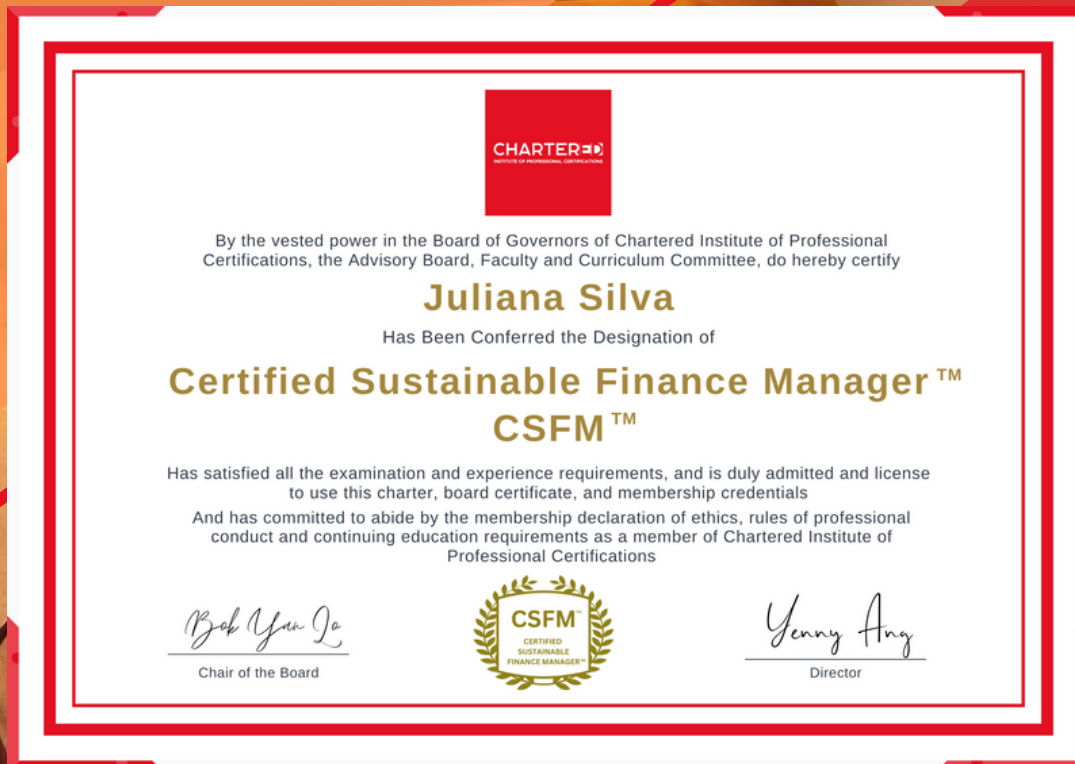 CHARTERED
INSTITUTE OF PROFESSIONAL CERTIFICATIONS
By the vested power in the Board of Governors of Chartered Institute of Professional
Certifications, the Advisory Board, Faculty and Curriculum Committee, do hereby certify
Juliana Silva
Has Been Conferred the Designation of
Certified Sustainable Finance Manager™
CSFM™
Has satisfied all the examination and experience requirements, and is duly admitted and license
to use this charter, board certificate, and membership credentials
And has committed to abide by the membership declaration of ethics, rules of professional
conduct and continuing education requirements as a member of Chartered Institute of
Professional Certifications
Bok Yan Lo
Chair of the Board
CSFM™
CERTIFIED
SUSTAINABLE
FINANCE MANAGER™
Yenny Ang
Director